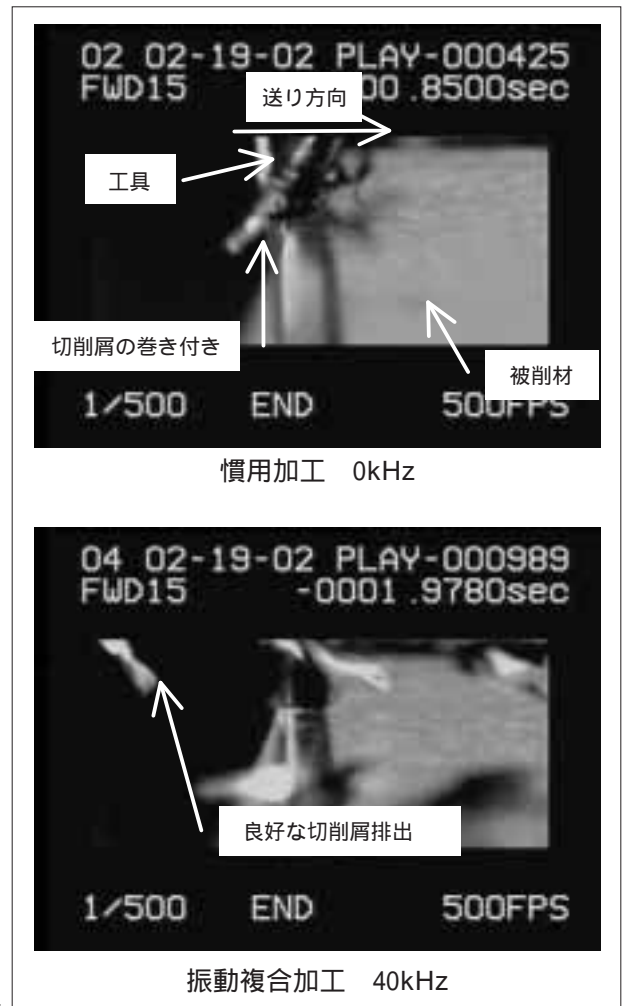 02 02-19-02 PLAY-000425
FWD15 00.8500sec
送り方向
工具
切削屑の巻き付き
被削材
1/500 END 500FPS
慣用加工 0kHz
04 02-19-02 PLAY-000989
FWD15 -0001.9780sec
良好な切削屑排出
1/500 END 500FPS
振動複合加工 40kHz